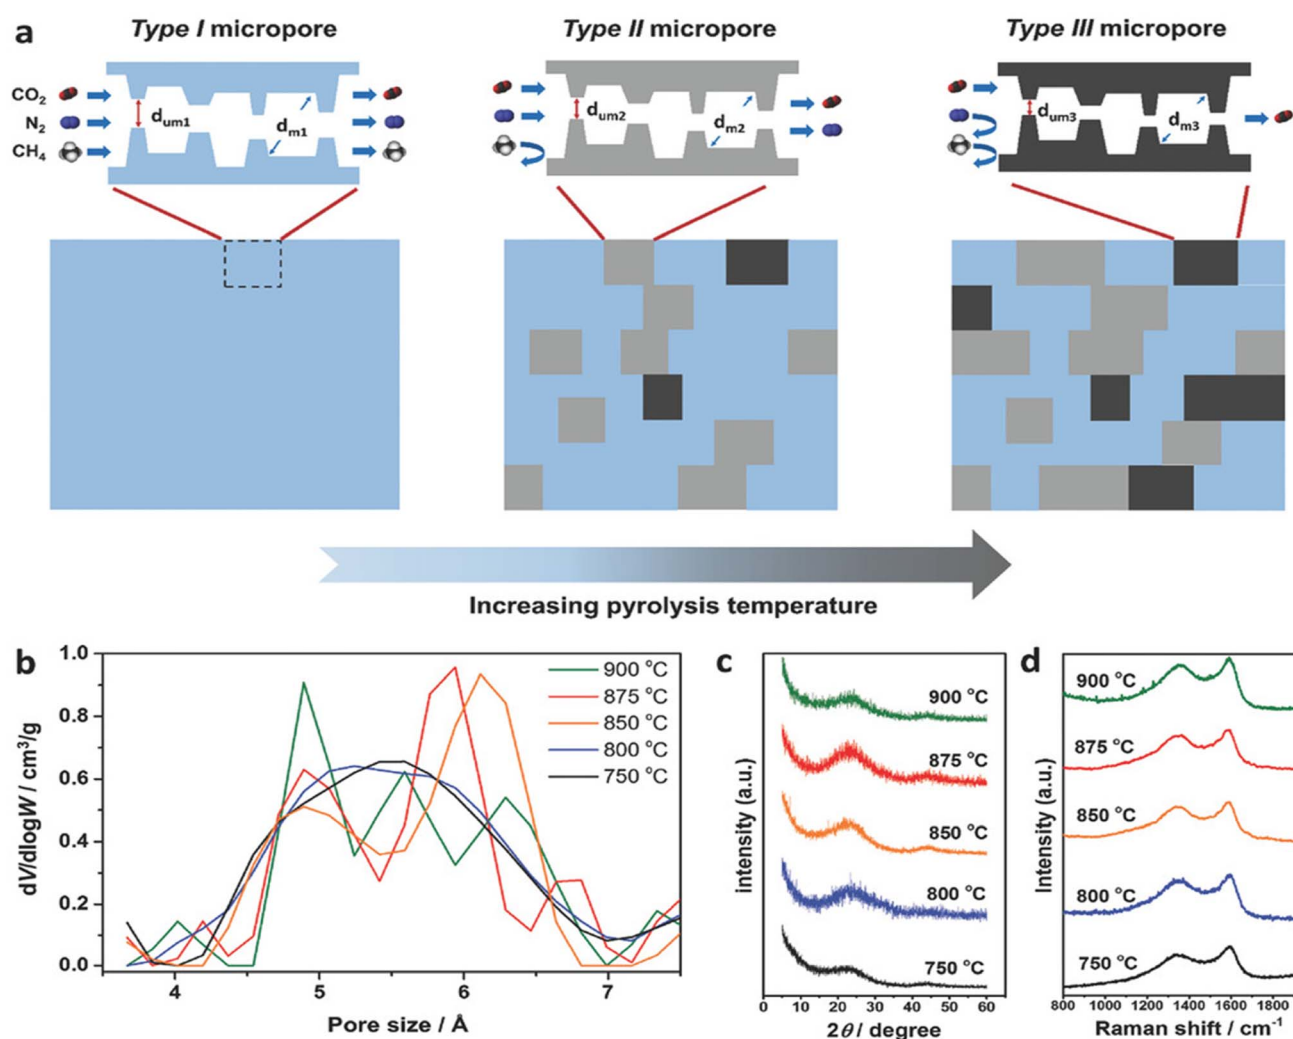 a
Type I micropore
Type II micropore
Type III micropore
CO2
N2
CH4
dum1
dm1
dum2
dm2
dum3
dm3
Increasing pyrolysis temperature
b
1.0
0.8
0.6
0.4
0.2
0.0
dV/dlogW / cm³/g
900 °C
875 °C
850 °C
800 °C
750 °C
4
5
6
7
Pore size / Å
c
Intensity (a.u.)
900 °C
875 °C
850 °C
800 °C
750 °C
0 10 20 30 40 50 60
2θ / degree
d
Intensity (a.u.)
900 °C
875 °C
850 °C
800 °C
750 °C
800 1000 1200 1400 1600 1800
Raman shift / cm⁻¹